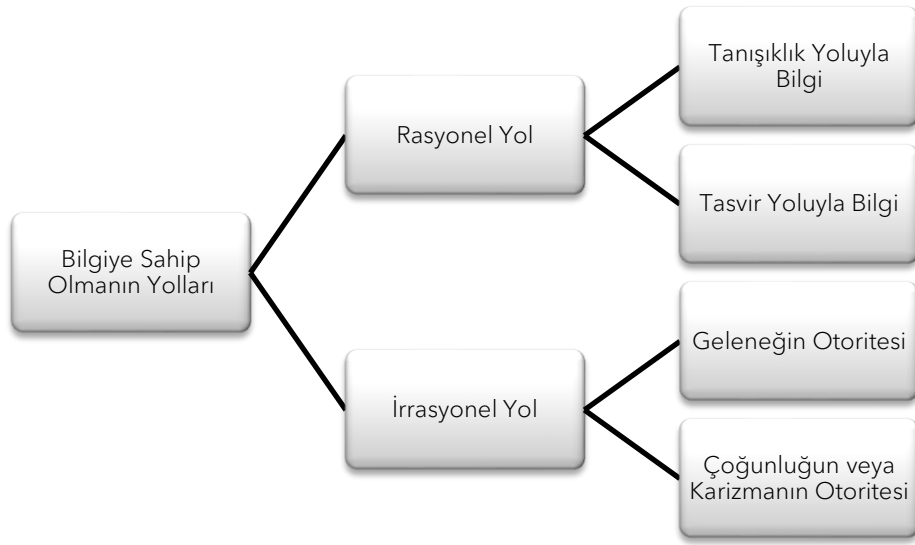 Bilgiye Sahip
Olmanın Yolları
Rasyonel Yol
Tanışıklık Yoluyla
Bilgi
Tasvir Yoluyla Bilgi
İrrasyonel Yol
Geleneğin Otoritesi
Çoğunluğun veya
Karizmanın Otoritesi